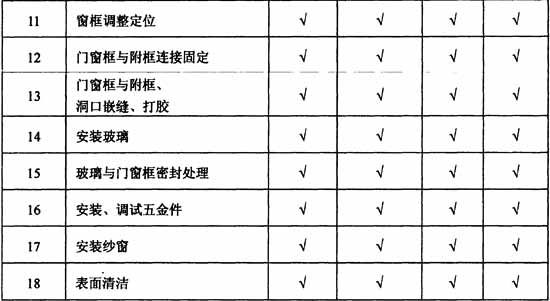 11 窗框调整定位 √ √ √ √
12 门窗框与附框连接固定 √ √ √ √
门窗框与附框、
13 √ √ √ √
洞口嵌缝、打胶
14 安装玻璃 √ √ √ √
15 玻璃与门窗框密封处理 √ √ √ √
16 安装、调试五金件 √ √ √ √
17 安装纱窗 √ √ √ √
18 表面清洁 √ √ √ √